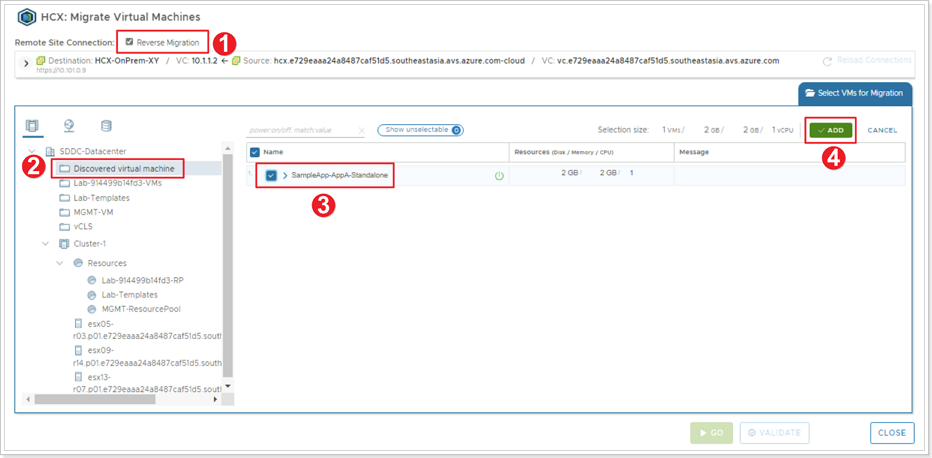 HCX: Migrate Virtual Machines
Remote Site Connection: Reverse Migration 1
Destination: HCX-OnPrem-XY / VC: 10.1.1.2 ← Source: hcx.e729eaaa24a8487caf51d5.southeastasia.avs.azure.com-cloud / VC: vc.e729eaaa24a8487caf51d5.southeastasia.avs.azure.com Reload Connections
https://10.101.0.9
Select VMs for Migration
power:on/off, match:value Show unselectable 0 Selection size: 1 VMs / 2 GB / 2 GB / 1 vCPU ADD CANCEL
4
SDDC-Datacenter
2 Discovered virtual machine
Lab-914499b14fd3-VMs
Lab-Templates
MGMT-VM
vCLS
Cluster-1
Resources
Lab-914499b14fd3-RP
Lab-Templates
MGMT-ResourcePool
esx05-
r03.p01.e729eaaa24a8487caf51d5.south
esx09-
r14.p01.e729eaaa24a8487caf51d5.south
esx13-
r07.p01.e729eaaa24a8487caf51d5.south
Name Resources (Disk / Memory / CPU) Message
1. SampleApp-AppA-Standalone 2 GB / 2 GB / 1
3
GO VALIDATE CLOSE